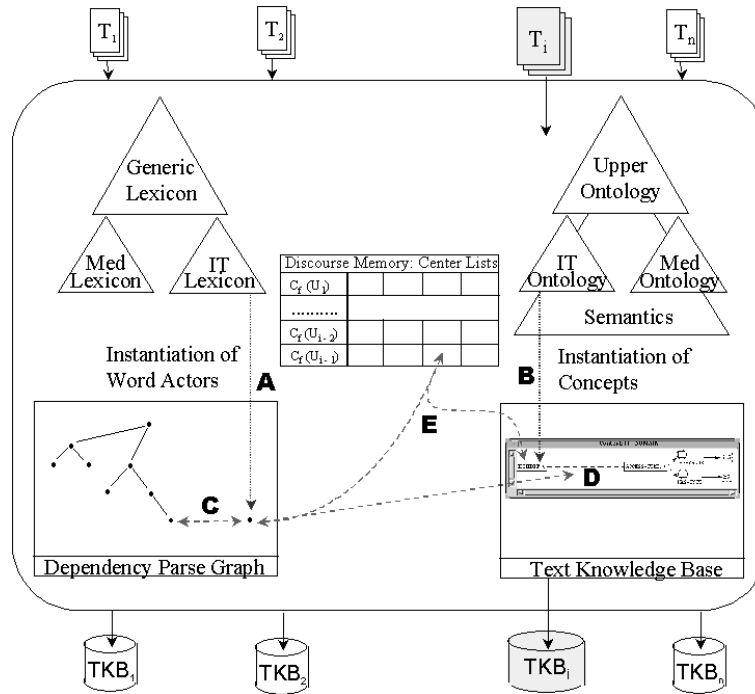 T1
T2
Ti
Tn
Generic
Lexicon
Med
Lexicon
IT
Lexicon
Upper
Ontology
IT
Ontology
Med
Ontology
Semantics
Discourse Memory: Center Lists
Cf (U1)
..........
Cf (Ui-2)
Cf (Ui-1)
Instantiation of
Word Actors
A
B
Instantiation of
Concepts
E
C
D
Dependency Parse Graph
Text Knowledge Base
TKB1
TKB2
TKBi
TKBn